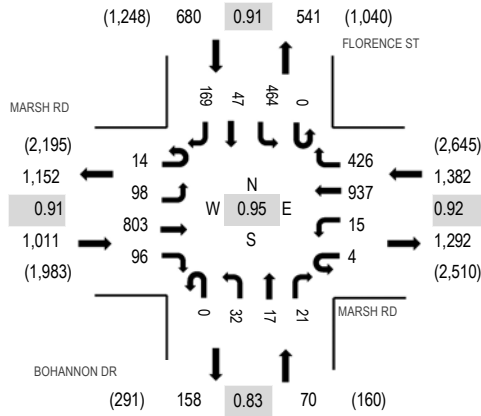 (1,248) 680 0.91 541 (1,040)
FLORENCE ST
169 47 464 0
MARSH RD
(2,195)
1,152
0.91
1,011
(1,983)
14
98
803
96
N
W 0.95 E
S
426
937
15
4
(2,645)
1,382
0.92
1,292
(2,510)
0 32 17 21
MARSH RD
BOHANNON DR
(291) 158 0.83 70 (160)